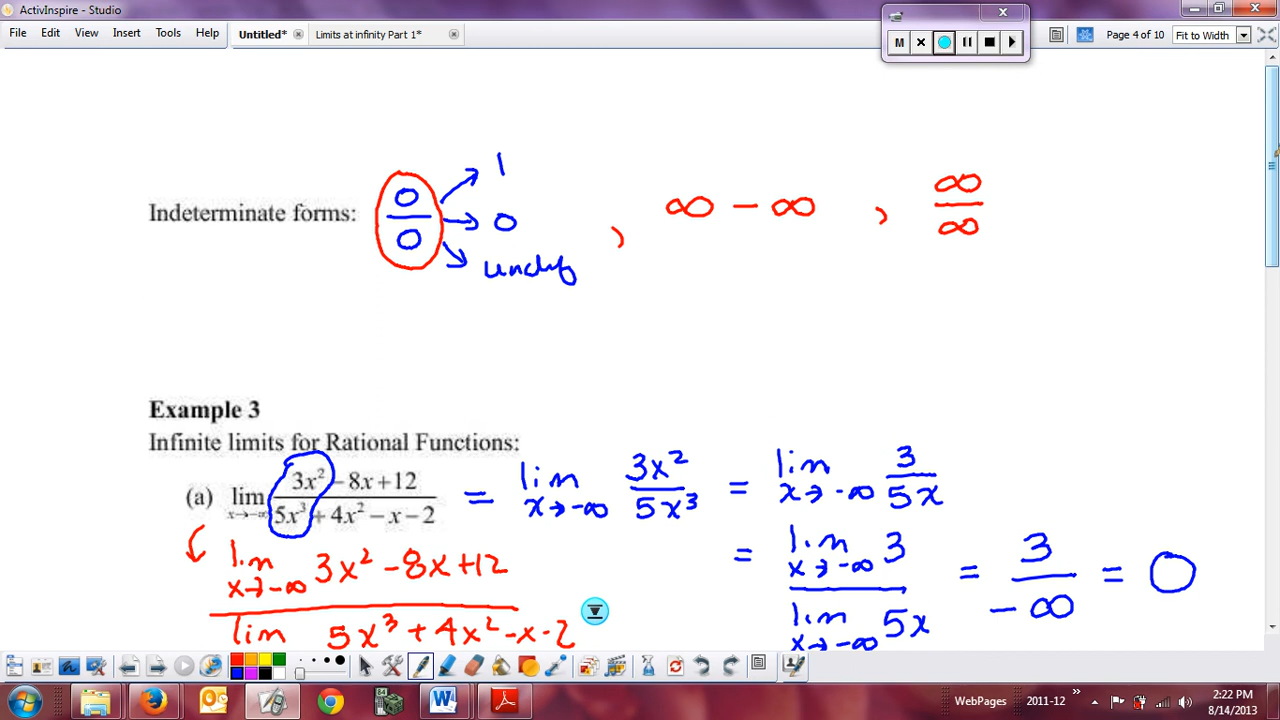 ActivInspire - Studio
File Edit View Insert Tools Help Untitled* Limits at infinity Part 1* Page 4 of 10 Fit to Width
M
Indeterminate forms: 0/0 → 1
→ 0
→ undef
, ∞ − ∞ , ∞/∞
Example 3
Infinite limits for Rational Functions:
(a) lim x→−∞ (3x² − 8x + 12)/(5x³ + 4x² − x − 2) = lim x→−∞ 3x²/5x³ = lim x→−∞ 3/5x
= (lim x→−∞ 3)/(lim x→−∞ 5x) = 3/−∞ = 0
lim x→−∞ 3x² − 8x + 12
lim 5x³ + 4x² − x − 2
WebPages 2011-12 » 2:22 PM
8/14/2013